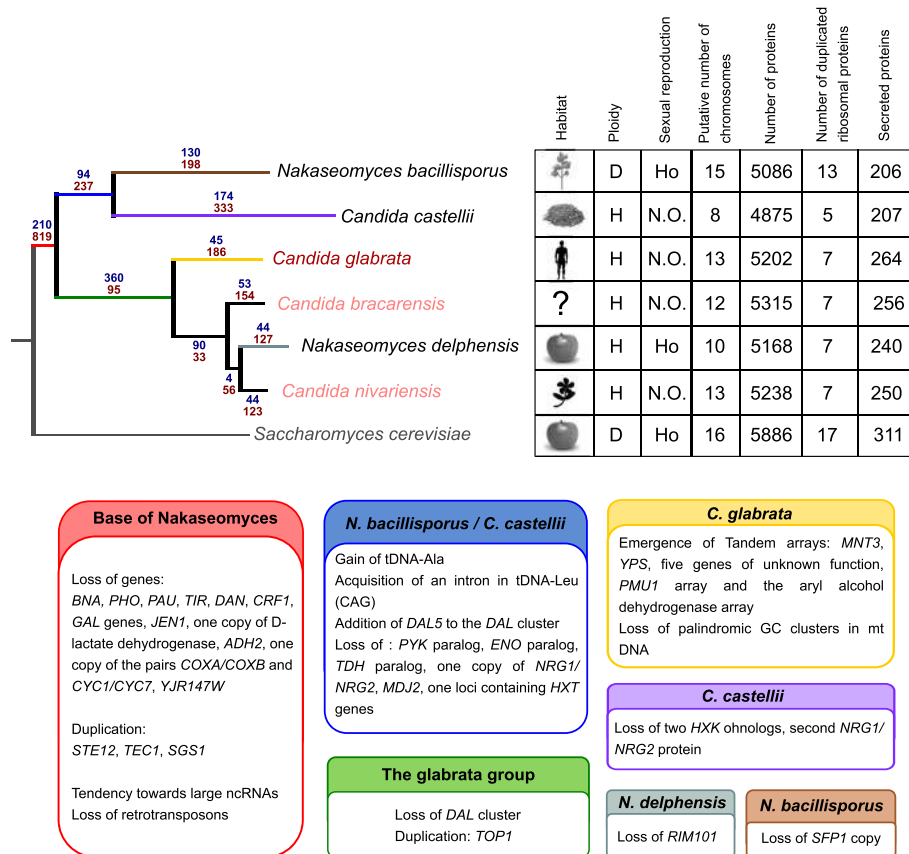 Habitat
Ploidy
Sexual reproduction
Putative number of
chromosomes
Number of proteins
Number of duplicated
ribosomal proteins
Secreted proteins
130
198
Nakaseomyces bacillisporus
D Ho 15 5086 13 206
94
237
174
333
Candida castellii
H N.O. 8 4875 5 207
210
819
45
186
Candida glabrata
H N.O. 13 5202 7 264
360
95
53
154
Candida bracarensis
? H N.O. 12 5315 7 256
90
33
44
127
Nakaseomyces delphensis
H Ho 10 5168 7 240
4
56
44
123
Candida nivariensis
H N.O. 13 5238 7 250
Saccharomyces cerevisiae
D Ho 16 5886 17 311
Base of Nakaseomyces
Loss of genes:
BNA, PHO, PAU, TIR, DAN, CRF1,
GAL genes, JEN1, one copy of D-
lactate dehydrogenase, ADH2, one
copy of the pairs COXA/COXB and
CYC1/CYC7, YJR147W
Duplication:
STE12, TEC1, SGS1
Tendency towards large ncRNAs
Loss of retrotransposons
N. bacillisporus / C. castellii
Gain of tDNA-Ala
Acquisition of an intron in tDNA-Leu
(CAG)
Addition of DAL5 to the DAL cluster
Loss of : PYK paralog, ENO paralog,
TDH paralog, one copy of NRG1/
NRG2, MDJ2, one loci containing HXT
genes
The glabrata group
Loss of DAL cluster
Duplication: TOP1
C. glabrata
Emergence of Tandem arrays: MNT3,
YPS, five genes of unknown function,
PMU1 array and the aryl alcohol
dehydrogenase array
Loss of palindromic GC clusters in mt
DNA
C. castellii
Loss of two HXK ohnologs, second NRG1/
NRG2 protein
N. delphensis
Loss of RIM101
N. bacillisporus
Loss of SFP1 copy